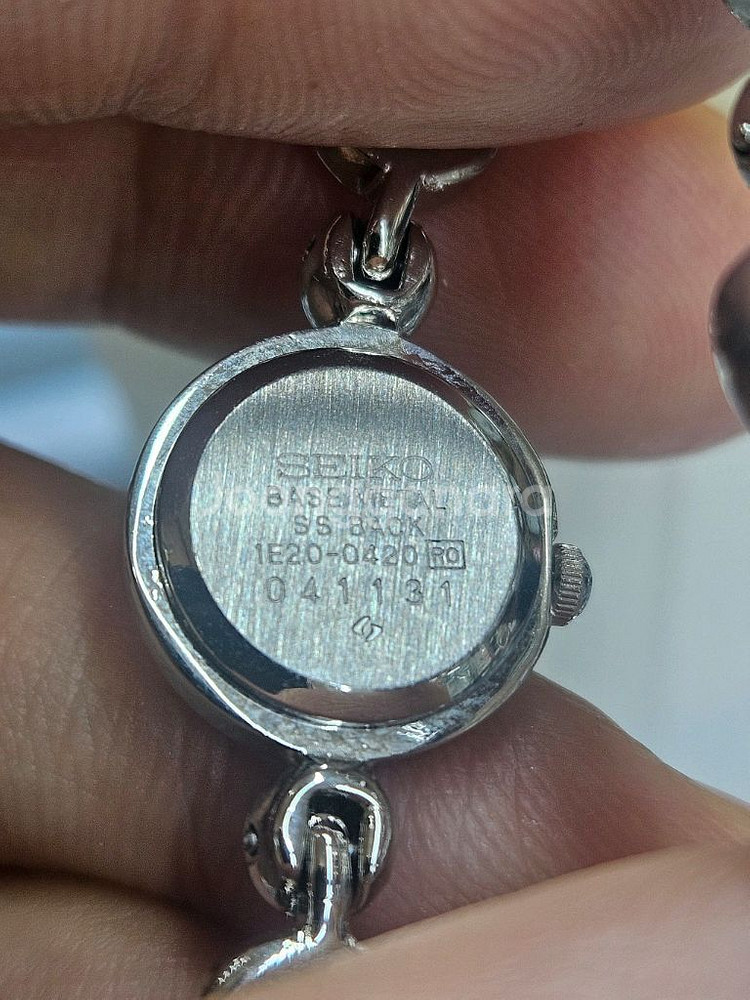 SEIKO
BASE METAL
SS BACK
1E20-0420 RO
041131